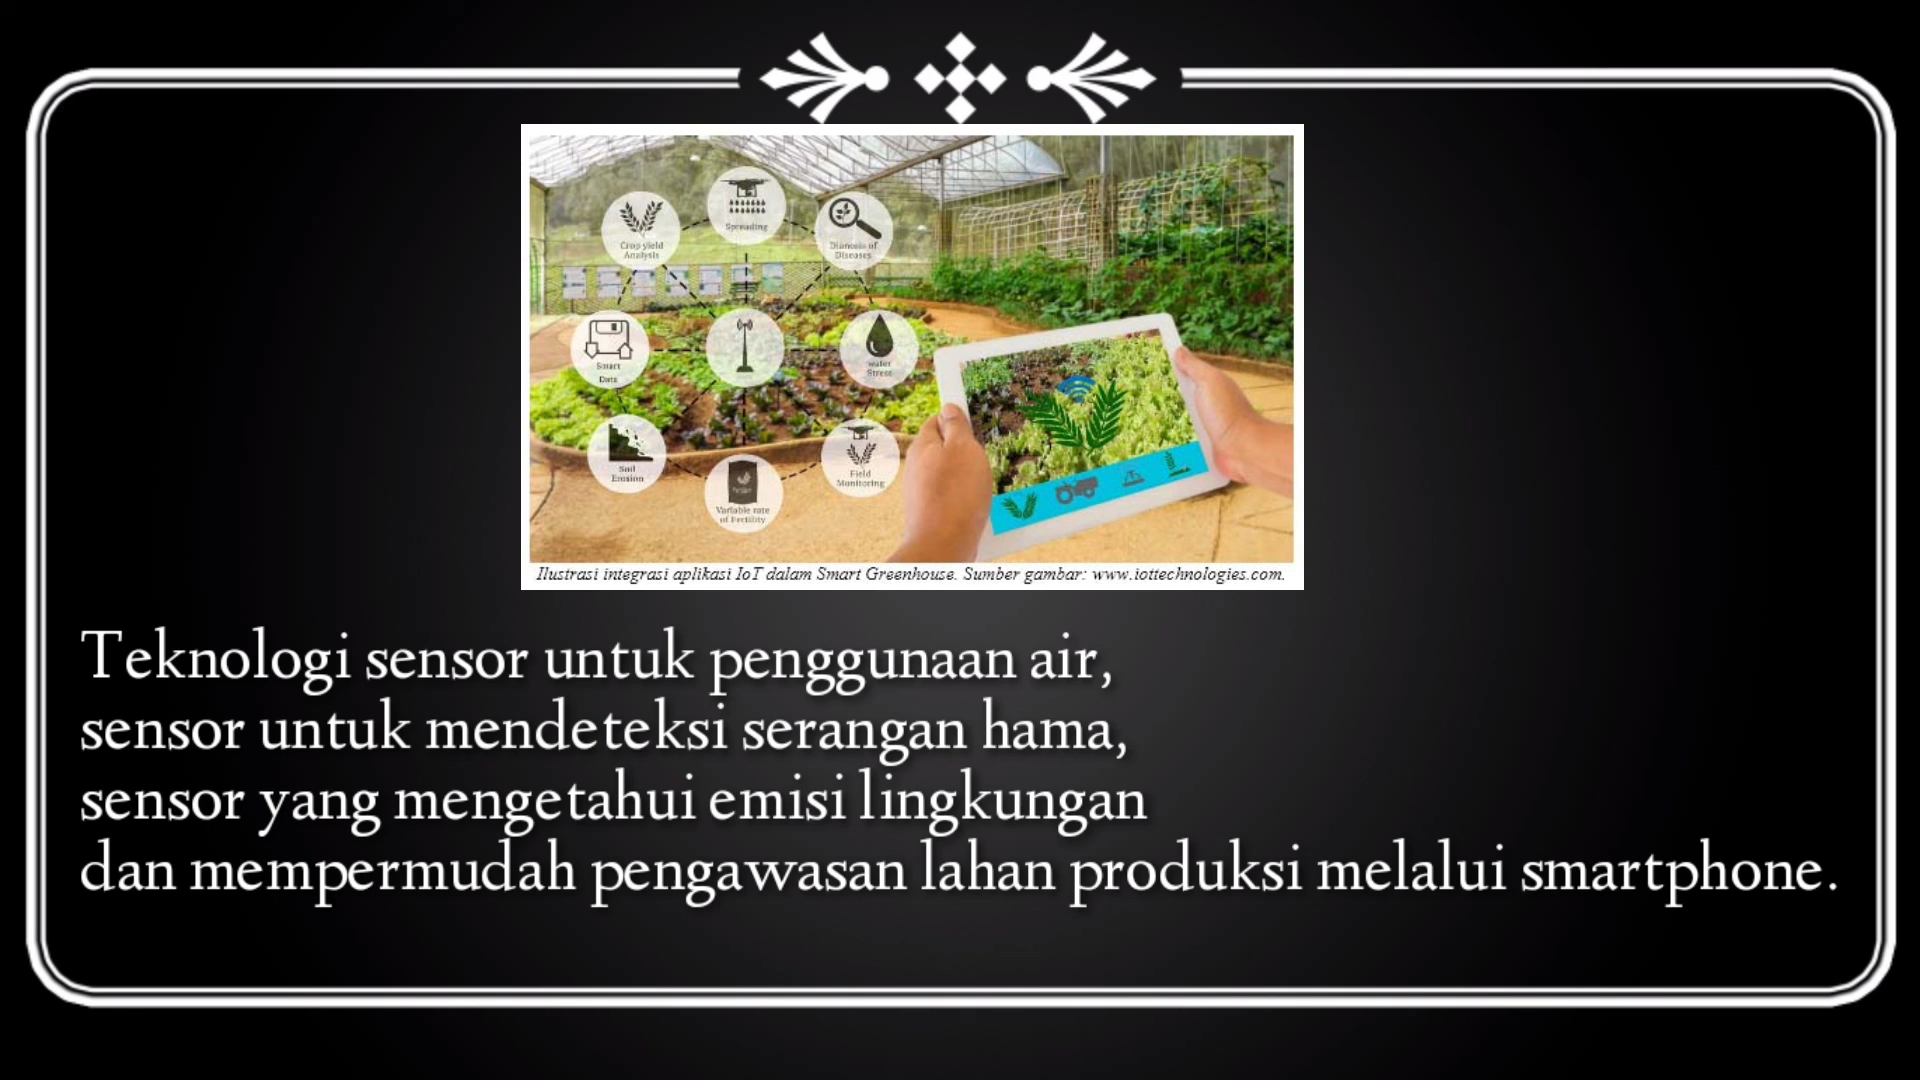 Spreading
Crop yield
Analysis
Diagnosis of
Diseases
Smart
Data
water
Stress
Soil
Erosion
Field
Monitoring
Variable rate
of Fertility
Ilustrasi integrasi aplikasi IoT dalam Smart Greenhouse. Sumber gambar: www.iottechnologies.com.
Teknologi sensor untuk penggunaan air,
sensor untuk mendeteksi serangan hama,
sensor yang mengetahui emisi lingkungan
dan mempermudah pengawasan lahan produksi melalui smartphone.